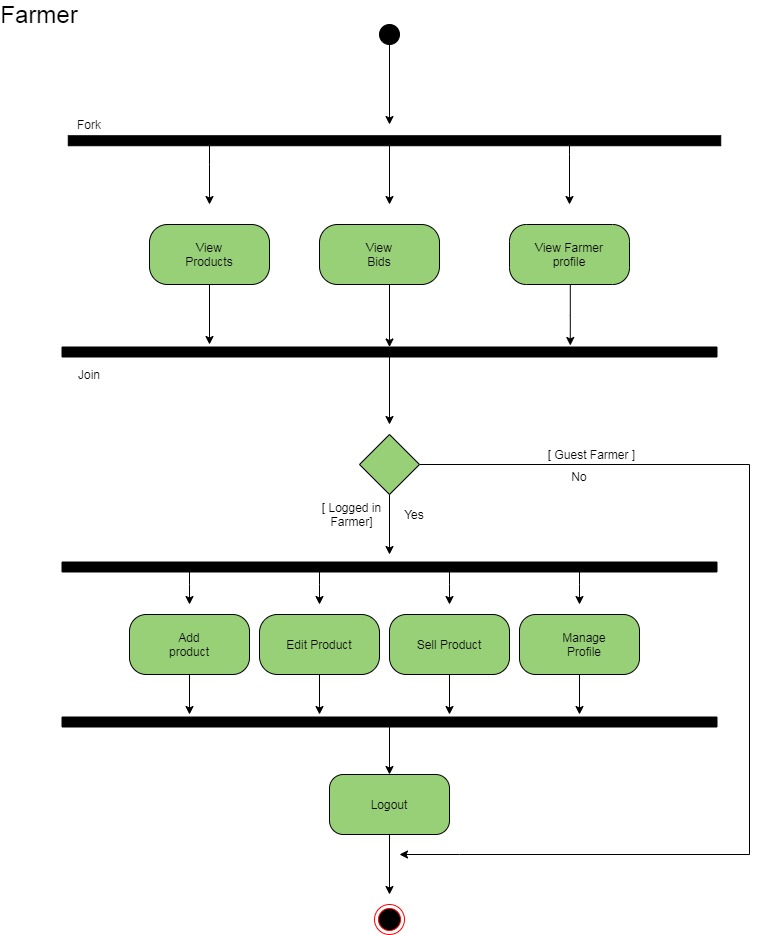 Farmer
Fork
View
Products
View
Bids
View Farmer
profile
Join
[ Guest Farmer ]
No
[ Logged in
Farmer]
Yes
Add
product
Edit Product
Sell Product
Manage
Profile
Logout